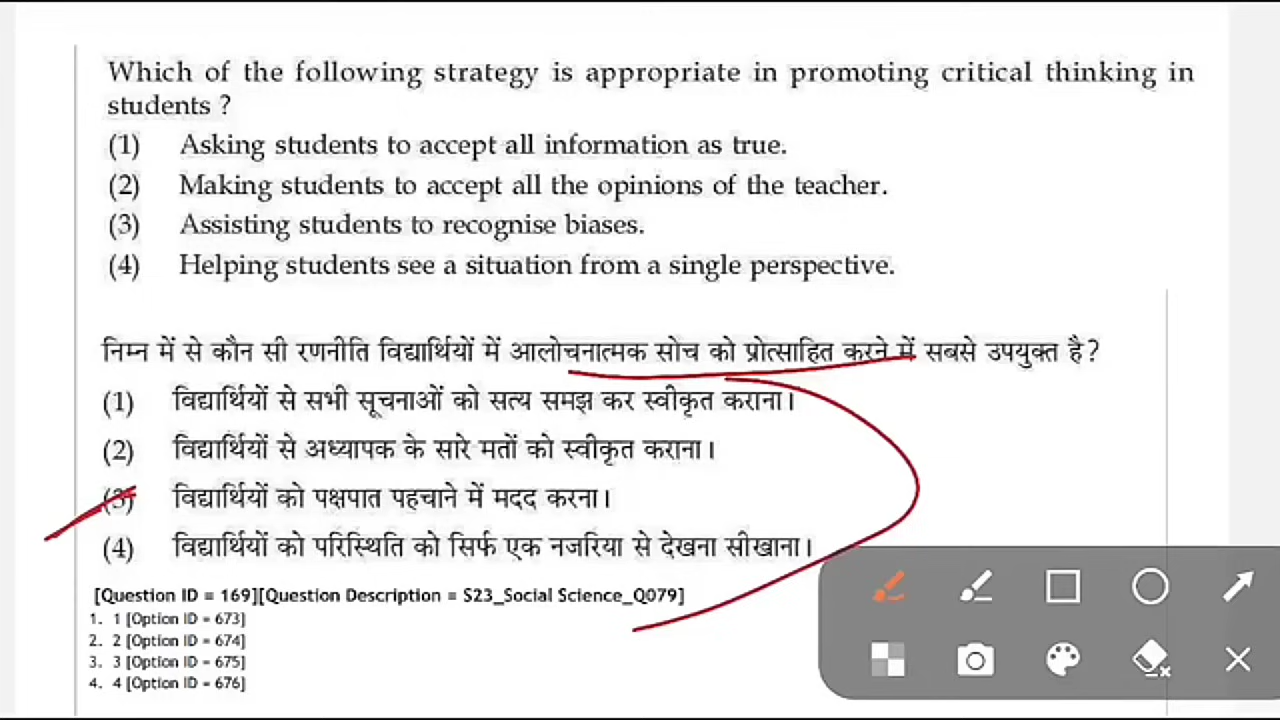 Which of the following strategy is appropriate in promoting critical thinking in
students ?
(1) Asking students to accept all information as true.
(2) Making students to accept all the opinions of the teacher.
(3) Assisting students to recognise biases.
(4) Helping students see a situation from a single perspective.
निम्न में से कौन सी रणनीति विद्यार्थियों में आलोचनात्मक सोच को प्रोत्साहित करने में सबसे उपयुक्त है?
(1) विद्यार्थियों से सभी सूचनाओं को सत्य समझ कर स्वीकृत कराना।
(2) विद्यार्थियों से अध्यापक के सारे मतों को स्वीकृत कराना।
(3) विद्यार्थियों को पक्षपात पहचाने में मदद करना।
(4) विद्यार्थियों को परिस्थिति को सिर्फ एक नजरिया से देखना सीखाना।
[Question ID = 169][Question Description = S23_Social Science_Q079]
1. 1 [Option ID = 673]
2. 2 [Option ID = 674]
3. 3 [Option ID = 675]
4. 4 [Option ID = 676]